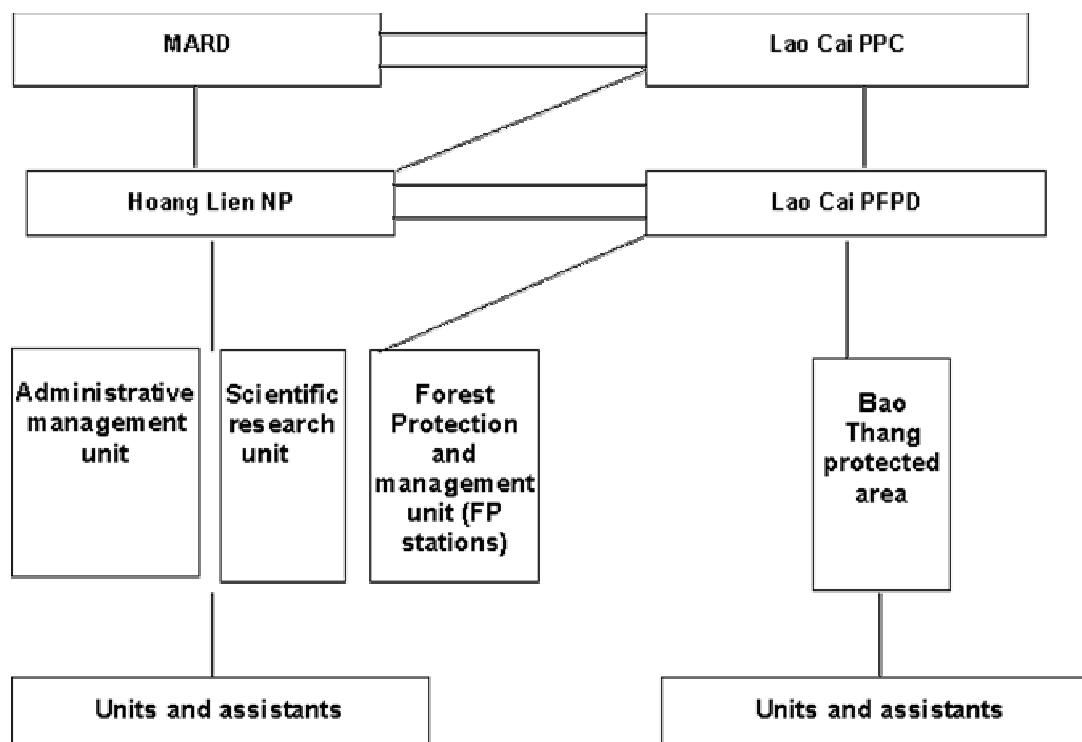 MARD
Lao Cai PPC
Hoang Lien NP
Lao Cai PFPD
Administrative
management
unit
Scientific
research
unit
Forest
Protection
and
management
unit (FP
stations)
Bao
Thang
protected
area
Units and assistants
Units and assistants